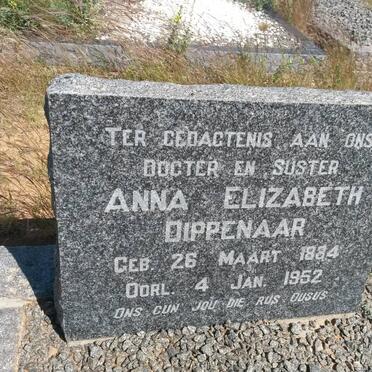 TER GEDAGTENIS AAN ONS
DOGTER EN SUSTER
ANNA ELIZABETH
DIPPENAAR
GEB. 26 MAART 1884
OORL. 4 JAN. 1952
ONS GUN JOU DIE RUS OUSUS